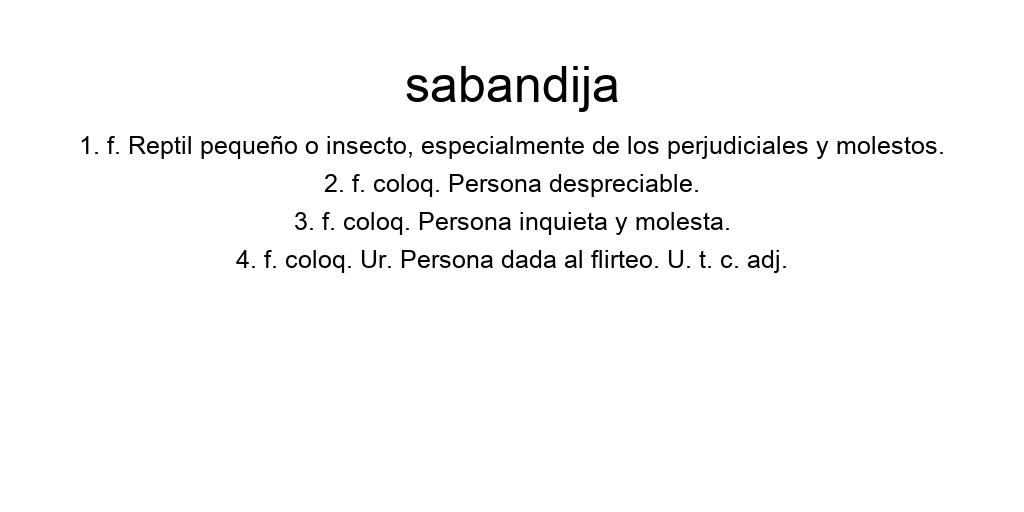 sabandija
1. f. Reptil pequeño o insecto, especialmente de los perjudiciales y molestos.
2. f. coloq. Persona despreciable.
3. f. coloq. Persona inquieta y molesta.
4. f. coloq. Ur. Persona dada al flirteo. U. t. c. adj.